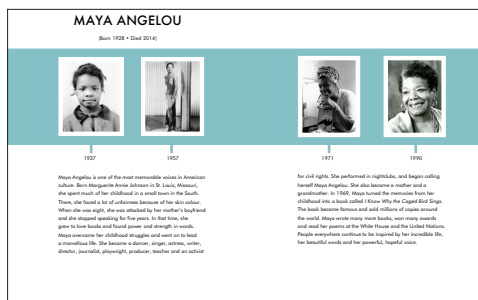 MAYA ANGELOU
(Born 1928 • Died 2014)
1937
1957
1971
1990
Maya Angelou is one of the most memorable voices in American
culture. Born Marguerite Annie Johnson in St. Louis, Missouri,
she spent much of her childhood in a small town in the South.
There, she faced a lot of unfairness because of her skin colour.
When she was eight, she was attacked by her mother's boyfriend
and she stopped speaking for five years. In that time, she
grew to love books and found power and strength in words.
Maya overcame her childhood struggles and went on to lead
a marvellous life. She became a dancer, singer, actress, writer,
director, journalist, playwright, producer, teacher and an activist
for civil rights. She performed in nightclubs, and began calling
herself Maya Angelou. She also became a mother and a
grandmother. In 1969, Maya turned the memories from her
childhood into a book called I Know Why the Caged Bird Sings.
The book became famous and sold millions of copies around
the world. Maya wrote many more books, won many awards
and read her poems at the White House and the United Nations.
People everywhere continue to be inspired by her incredible life,
her beautiful words and her powerful, hopeful voice.